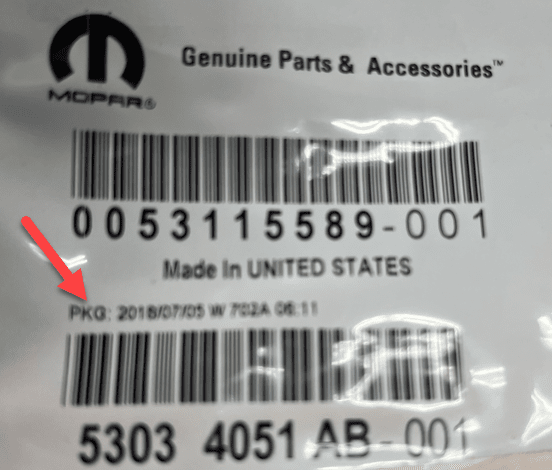 Genuine Parts & Accessories™
MOPAR®
0053115589-001
Made In UNITED STATES
PKG: 2018/07/05 W 702A 06:11
5303 4051 AB-001